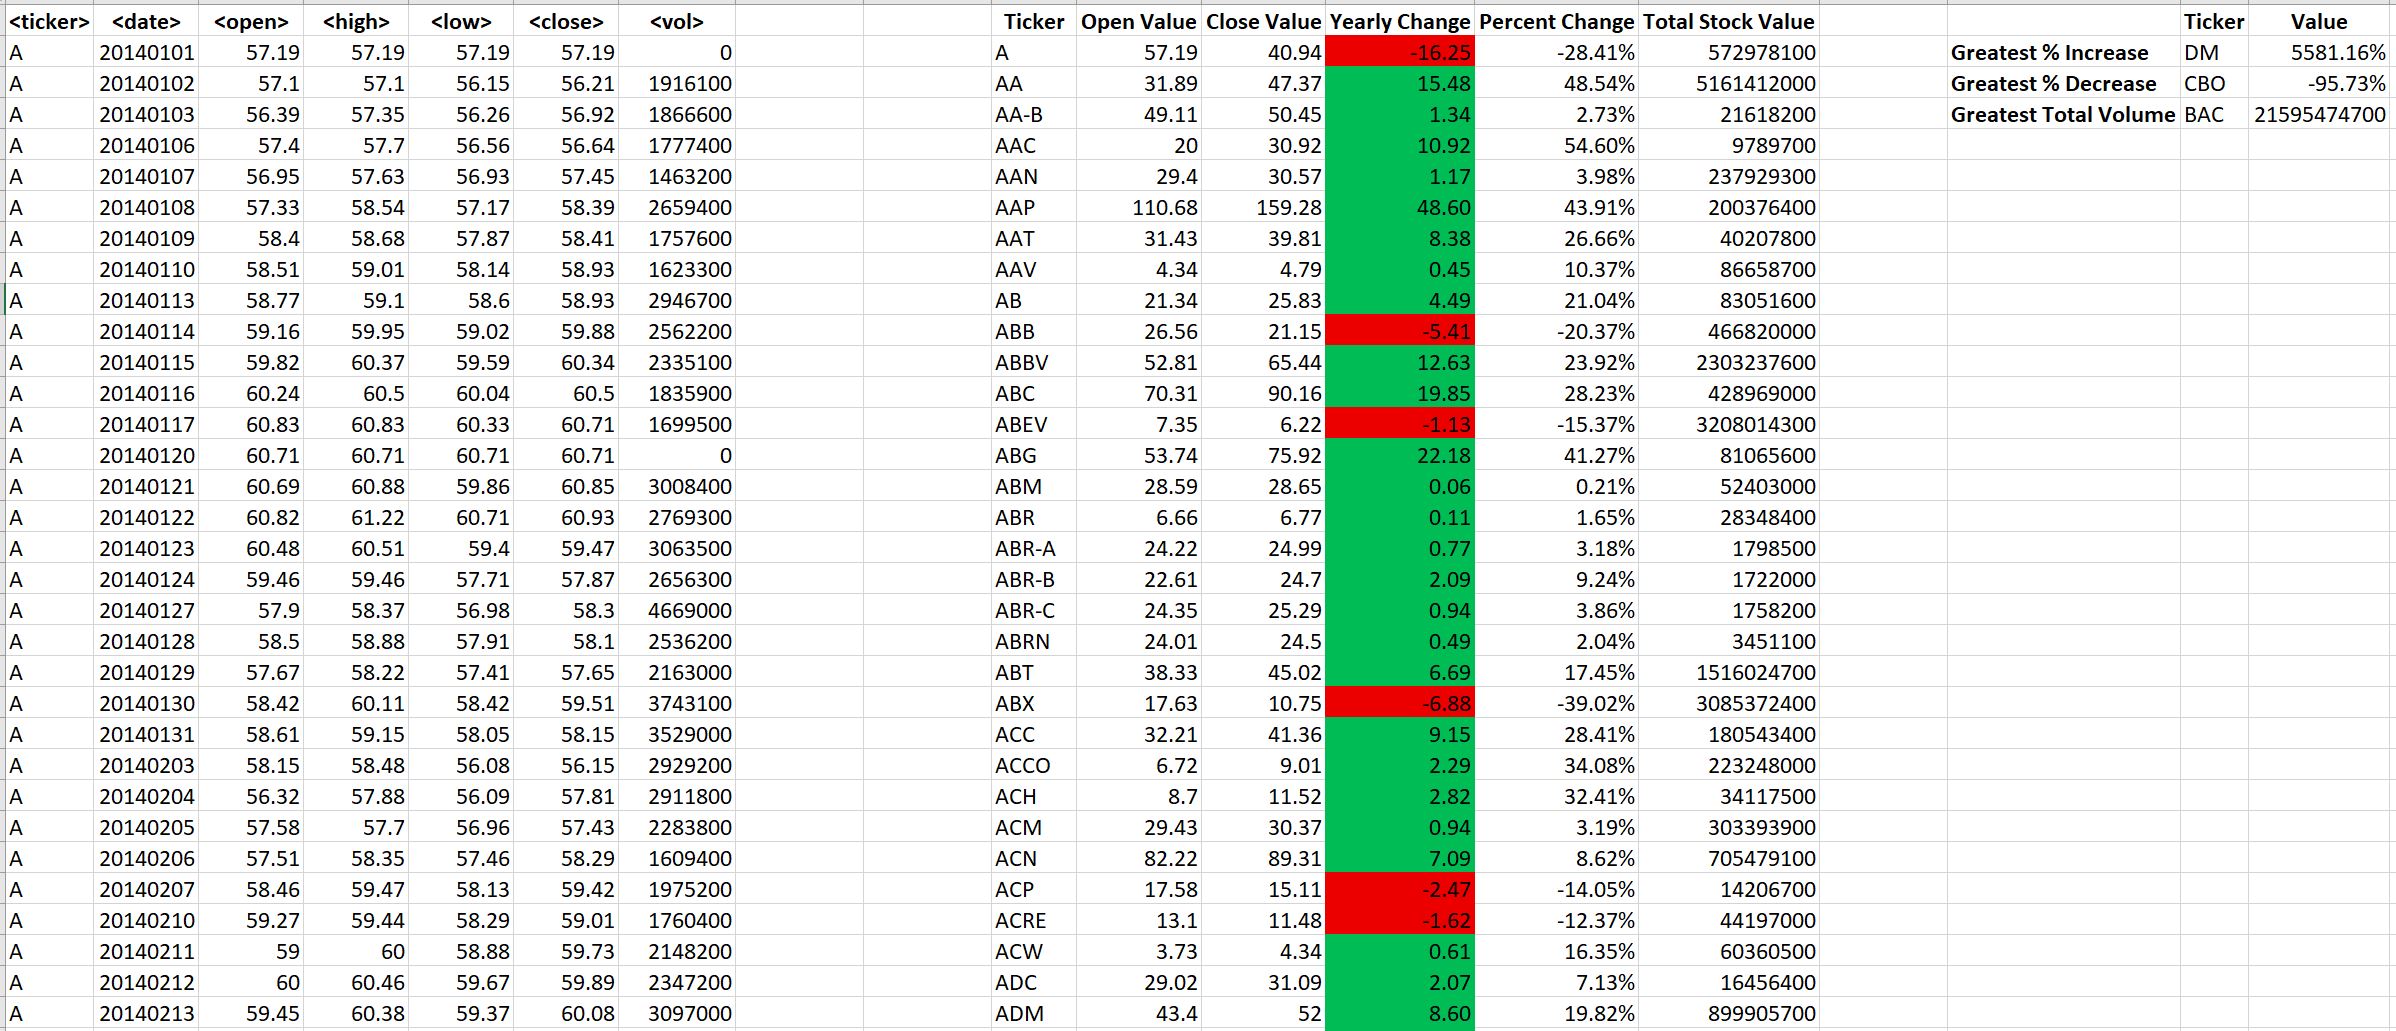 <ticker> <date> <open> <high> <low> <close> <vol> Ticker Open Value Close Value Yearly Change Percent Change Total Stock Value Ticker Value
A 20140101 57.19 57.19 57.19 57.19 0 A 57.19 40.94 -16.25 -28.41% 572978100 Greatest % Increase DM 5581.16%
A 20140102 57.1 57.1 56.15 56.21 1916100 AA 31.89 47.37 15.48 48.54% 5161412000 Greatest % Decrease CBO -95.73%
A 20140103 56.39 57.35 56.26 56.92 1866600 AA-B 49.11 50.45 1.34 2.73% 21618200 Greatest Total Volume BAC 21595474700
A 20140106 57.4 57.7 56.56 56.64 1777400 AAC 20 30.92 10.92 54.60% 9789700
A 20140107 56.95 57.63 56.93 57.45 1463200 AAN 29.4 30.57 1.17 3.98% 237929300
A 20140108 57.33 58.54 57.17 58.39 2659400 AAP 110.68 159.28 48.60 43.91% 200376400
A 20140109 58.4 58.68 57.87 58.41 1757600 AAT 31.43 39.81 8.38 26.66% 40207800
A 20140110 58.51 59.01 58.14 58.93 1623300 AAV 4.34 4.79 0.45 10.37% 86658700
A 20140113 58.77 59.1 58.6 58.93 2946700 AB 21.34 25.83 4.49 21.04% 83051600
A 20140114 59.16 59.95 59.02 59.88 2562200 ABB 26.56 21.15 -5.41 -20.37% 466820000
A 20140115 59.82 60.37 59.59 60.34 2335100 ABBV 52.81 65.44 12.63 23.92% 2303237600
A 20140116 60.24 60.5 60.04 60.5 1835900 ABC 70.31 90.16 19.85 28.23% 428969000
A 20140117 60.83 60.83 60.33 60.71 1699500 ABEV 7.35 6.22 -1.13 -15.37% 3208014300
A 20140120 60.71 60.71 60.71 60.71 0 ABG 53.74 75.92 22.18 41.27% 81065600
A 20140121 60.69 60.88 59.86 60.85 3008400 ABM 28.59 28.65 0.06 0.21% 52403000
A 20140122 60.82 61.22 60.71 60.93 2769300 ABR 6.66 6.77 0.11 1.65% 28348400
A 20140123 60.48 60.51 59.4 59.47 3063500 ABR-A 24.22 24.99 0.77 3.18% 1798500
A 20140124 59.46 59.46 57.71 57.87 2656300 ABR-B 22.61 24.7 2.09 9.24% 1722000
A 20140127 57.9 58.37 56.98 58.3 4669000 ABR-C 24.35 25.29 0.94 3.86% 1758200
A 20140128 58.5 58.88 57.91 58.1 2536200 ABRN 24.01 24.5 0.49 2.04% 3451100
A 20140129 57.67 58.22 57.41 57.65 2163000 ABT 38.33 45.02 6.69 17.45% 1516024700
A 20140130 58.42 60.11 58.42 59.51 3743100 ABX 17.63 10.75 -6.88 -39.02% 3085372400
A 20140131 58.61 59.15 58.05 58.15 3529000 ACC 32.21 41.36 9.15 28.41% 180543400
A 20140203 58.15 58.48 56.08 56.15 2929200 ACCO 6.72 9.01 2.29 34.08% 223248000
A 20140204 56.32 57.88 56.09 57.81 2911800 ACH 8.7 11.52 2.82 32.41% 34117500
A 20140205 57.58 57.7 56.96 57.43 2283800 ACM 29.43 30.37 0.94 3.19% 303393900
A 20140206 57.51 58.35 57.46 58.29 1609400 ACN 82.22 89.31 7.09 8.62% 705479100
A 20140207 58.46 59.47 58.13 59.42 1975200 ACP 17.58 15.11 -2.47 -14.05% 14206700
A 20140210 59.27 59.44 58.29 59.01 1760400 ACRE 13.1 11.48 -1.62 -12.37% 44197000
A 20140211 59 60 58.88 59.73 2148200 ACW 3.73 4.34 0.61 16.35% 60360500
A 20140212 60 60.46 59.67 59.89 2347200 ADC 29.02 31.09 2.07 7.13% 16456400
A 20140213 59.45 60.38 59.37 60.08 3097000 ADM 43.4 52 8.60 19.82% 899905700